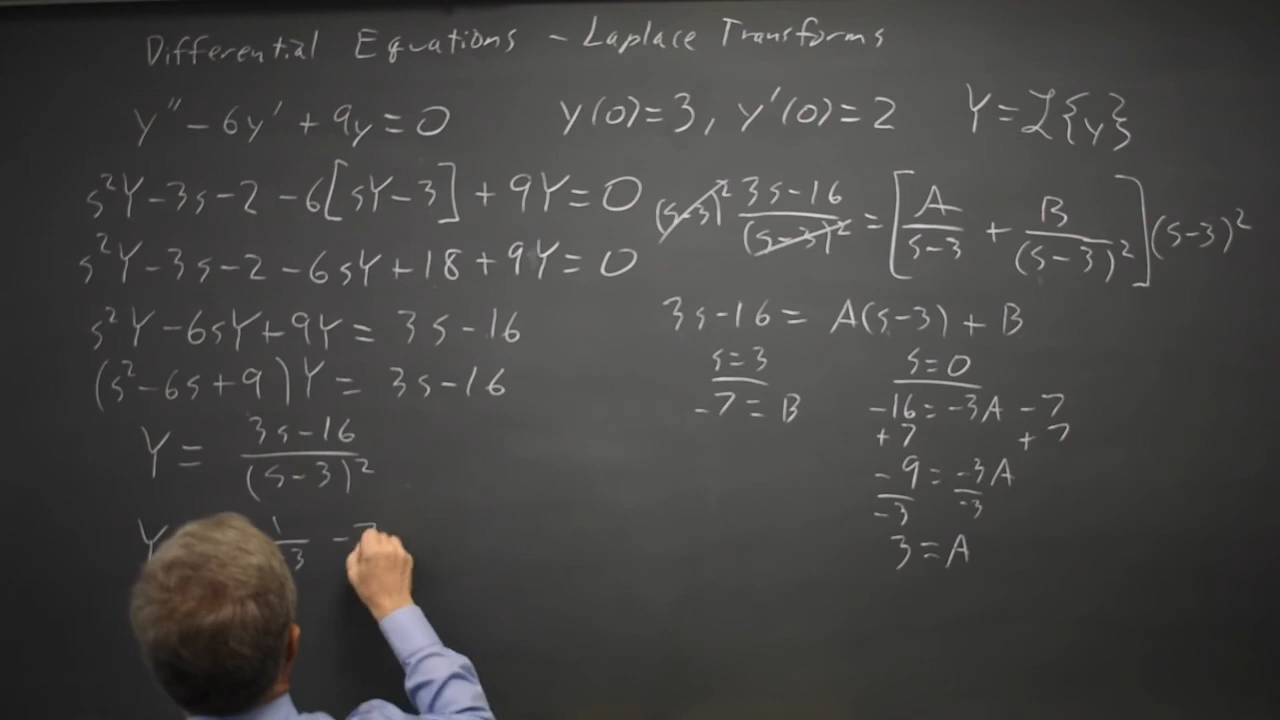 Differential Equations - Laplace Transforms
y'' - 6y' + 9y = 0 y(0) = 3, y'(0) = 2 Y = ℒ{y}
s²Y - 3s - 2 - 6[sY - 3] + 9Y = 0
s²Y - 3s - 2 - 6sY + 18 + 9Y = 0
s²Y - 6sY + 9Y = 3s - 16
(s² - 6s + 9)Y = 3s - 16
Y = (3s - 16)/(s - 3)²
Y 1/3 - 7
(s-3)² (3s - 16)/(s-3)² = [A/(s-3) + B/(s-3)²](s-3)²
3s - 16 = A(s-3) + B
s = 3
-7 = B
s = 0
-16 = -3A - 7
+7 +7
-9/-3 = -3A/-3
3 = A